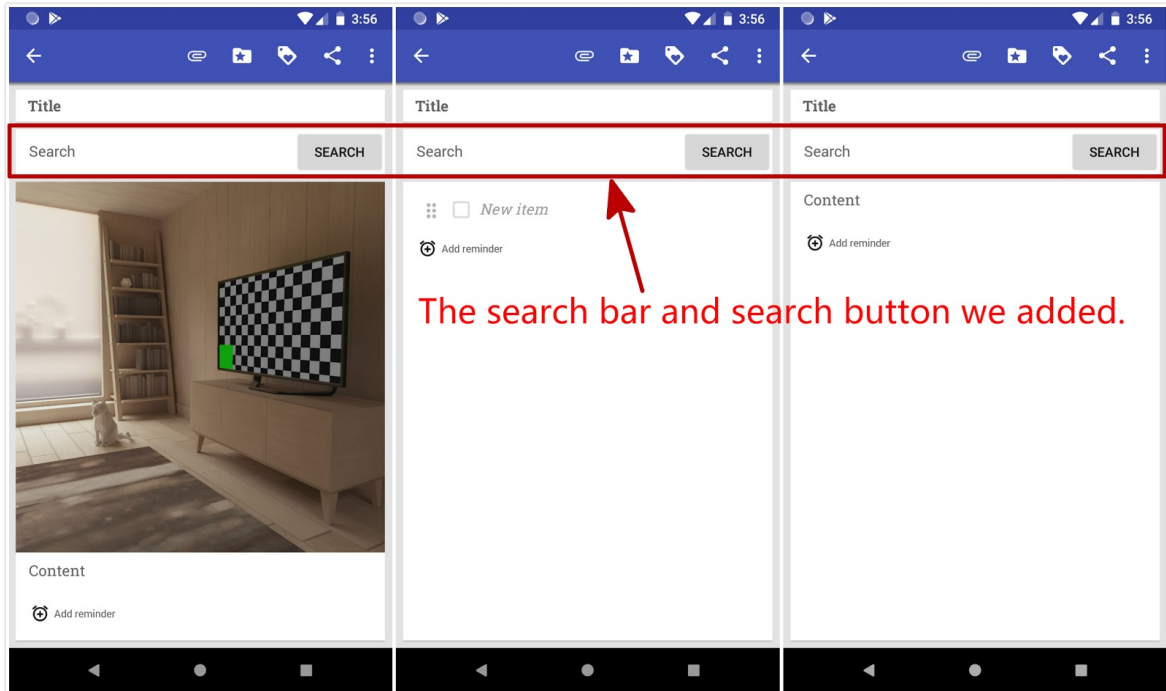 3:56
3:56
3:56
Title
Title
Title
Search SEARCH
Search SEARCH
Search SEARCH
New item
Content
Add reminder
Add reminder
The search bar and search button we added.
Content
Add reminder